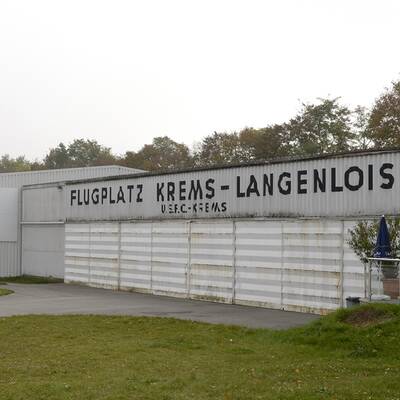 FLUGPLATZ KREMS-LANGENLOIS
U.E.F.C.-KREMS